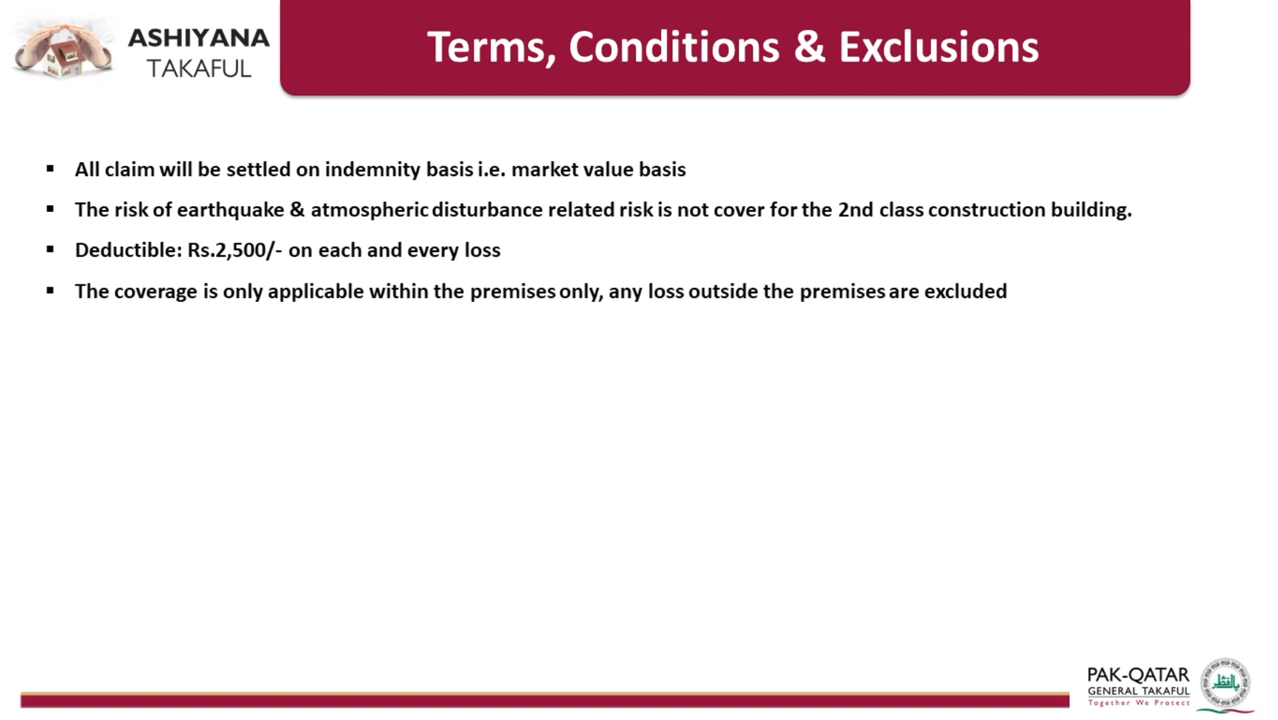 ASHIYANA
TAKAFUL
Terms, Conditions & Exclusions
▪ All claim will be settled on indemnity basis i.e. market value basis
▪ The risk of earthquake & atmospheric disturbance related risk is not cover for the 2nd class construction building.
▪ Deductible: Rs.2,500/- on each and every loss
▪ The coverage is only applicable within the premises only, any loss outside the premises are excluded
PAK-QATAR
GENERAL TAKAFUL
Together We Protect